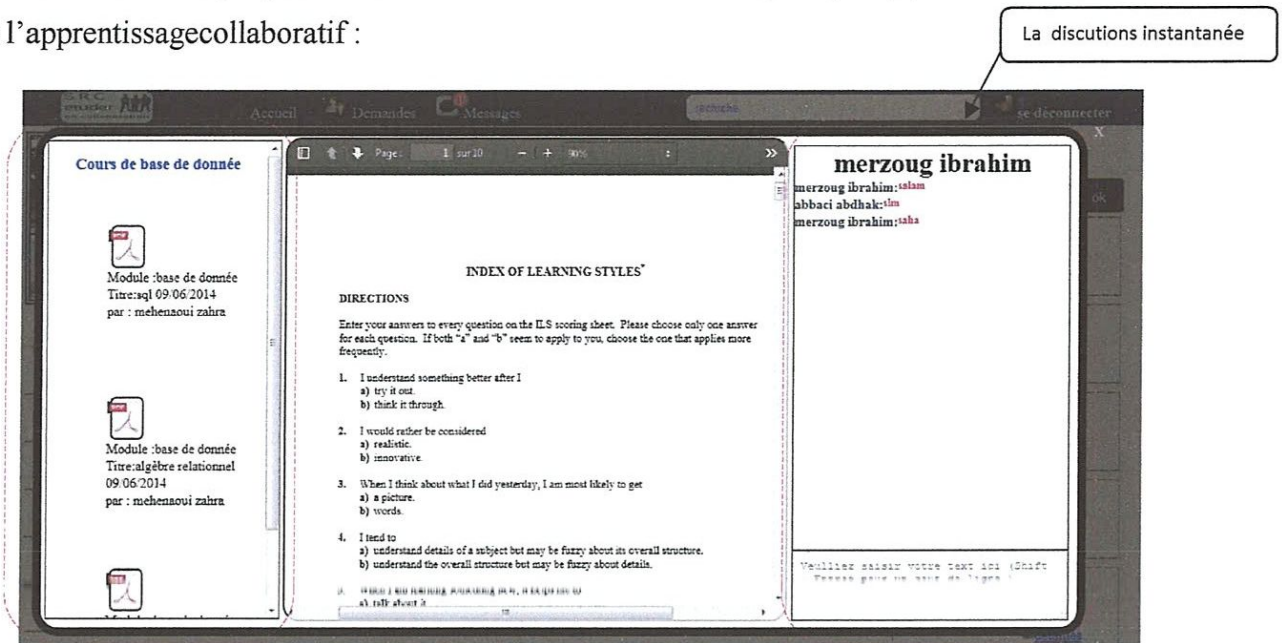 l’apprentissagecollaboratif :
La discutions instantanée
S.R.C
etudier
Accueil
Demandes
Messages
recherche
se déconnecter
X
ok
Cours de base de donnée
Module :base de donnée
Titre:sql 09/06/2014
par : mehenaoui zahra
Module :base de donnée
Titre:algèbre relationnel
09/06/2014
par : mehenaoui zahra
Page: 1 sur 10 90%
INDEX OF LEARNING STYLES*
DIRECTIONS
Enter your answers to every question on the ILS scoring sheet. Please choose only one answer
for each question. If both “a” and “b” seem to apply to you, choose the one that applies more
frequently.
1. I understand something better after I
a) try it out.
b) think it through.
2. I would rather be considered
a) realistic.
b) innovative.
3. When I think about what I did yesterday, I am most likely to get
a) a picture.
b) words.
4. I tend to
a) understand details of a subject but may be fuzzy about its overall structure.
b) understand the overall structure but may be fuzzy about details.
a) talk about it
merzoug ibrahim
merzoug ibrahim:salam
abbaci abdhak:slm
merzoug ibrahim:saha
Veulliez saisir votre text ici (Shift